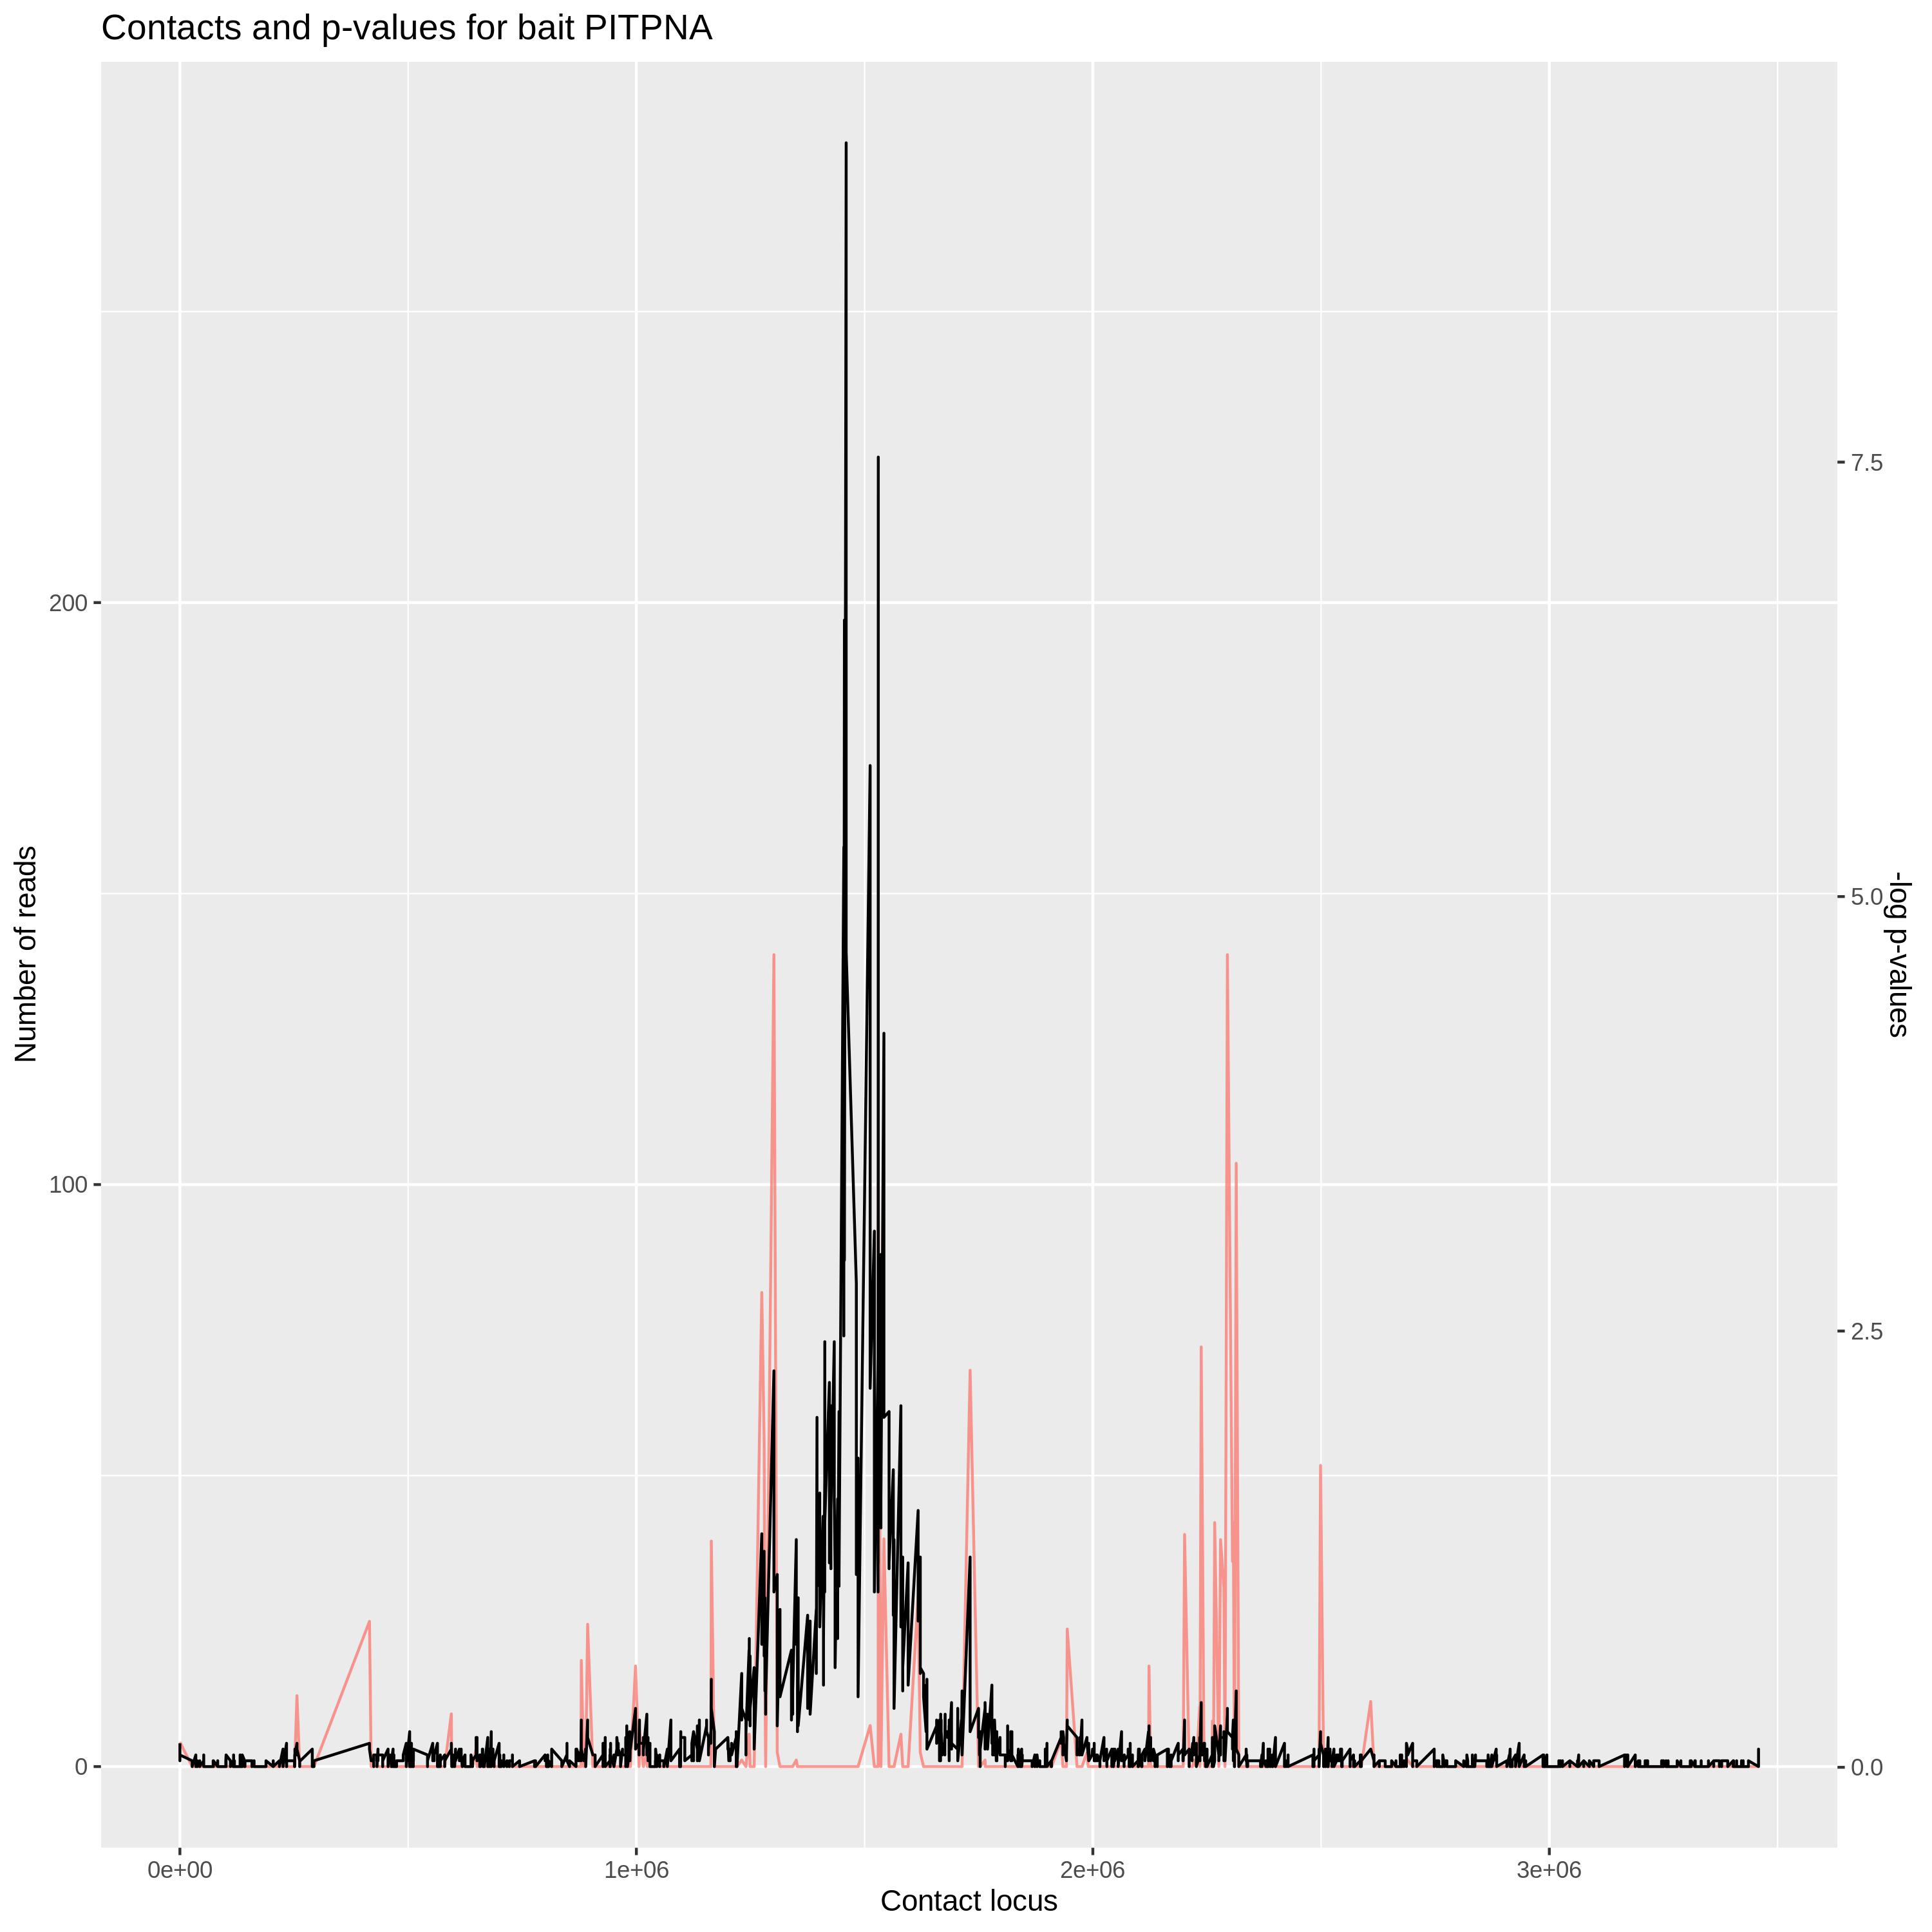 Contacts and p-values for bait PITPNA
Number of reads
200
100
0
7.5
5.0
2.5
0.0
-log p-values
0e+00
1e+06
2e+06
3e+06
Contact locus